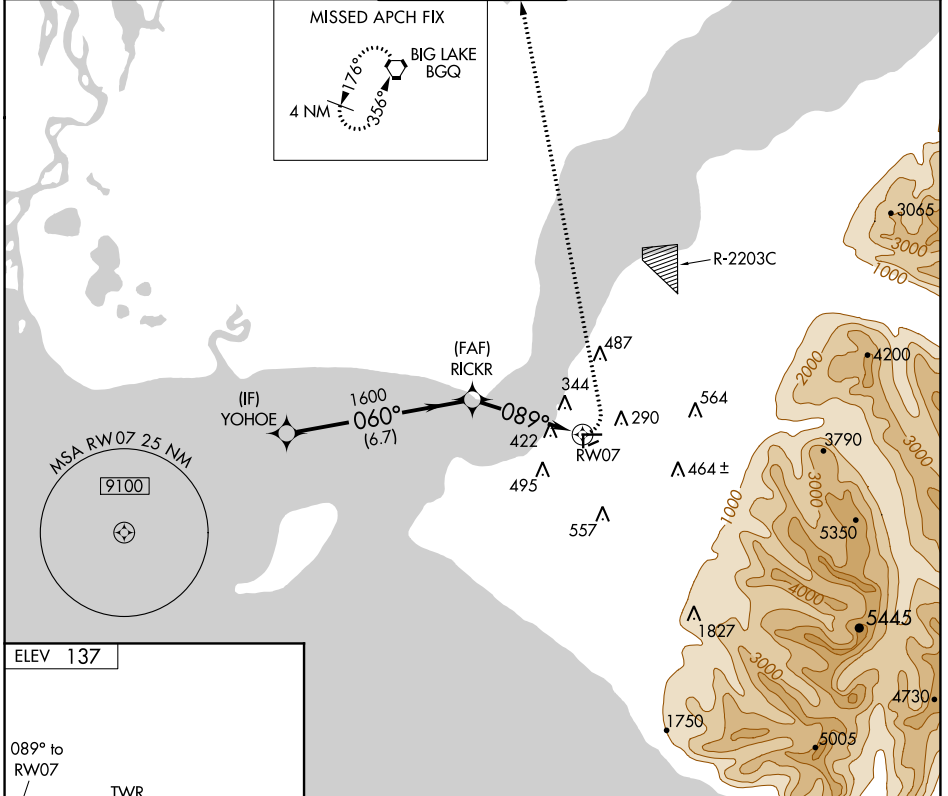 MISSED APCH FIX
BIG LAKE
BGQ
176°
356°
4 NM
3065
3000
1000
R-2203C
487
(FAF)
RICKR
344
564
2000
4200
3000
(IF)
YOHOE
1600
060°
(6.7)
089°
422
290
RW07
495
464 ±
557
3790
3000
1000
5350
4000
MSA RW 07 25 NM
9100
1827
5445
3000
4730
1750
5005
ELEV 137
089° to
RW07
TWR